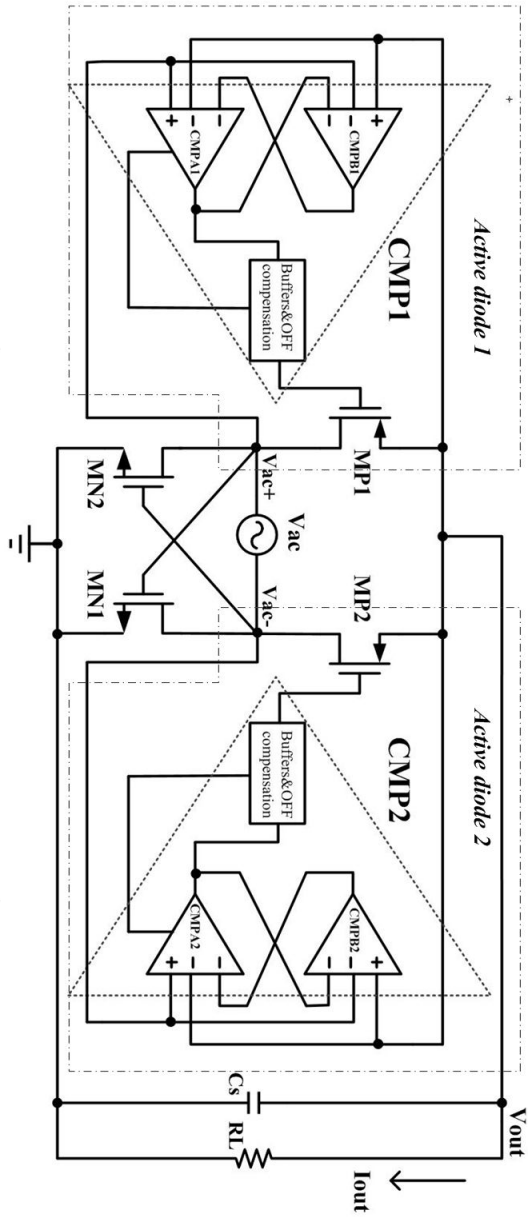 Active diode 1
Active diode 2
CMP1
CMP2
CMPB1
+
-
-
CMPA1
-
-
+
Buffers&OFF
compensation
MP1
MP2
Vac+
Vac
Vac-
MN2
MN1
Buffers&OFF
compensation
CMPB2
+
-
-
CMPA2
-
-
+
Vout
Iout
Cs
RL